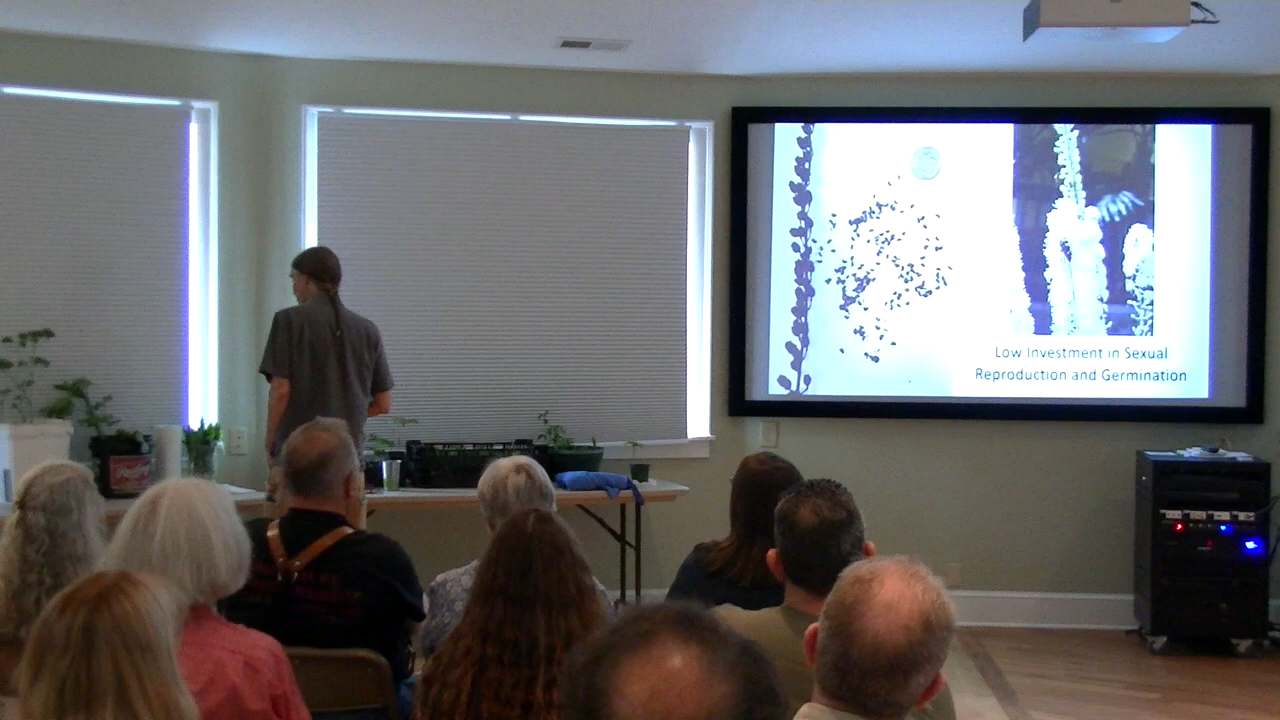 Low Investment in Sexual
Reproduction and Germination